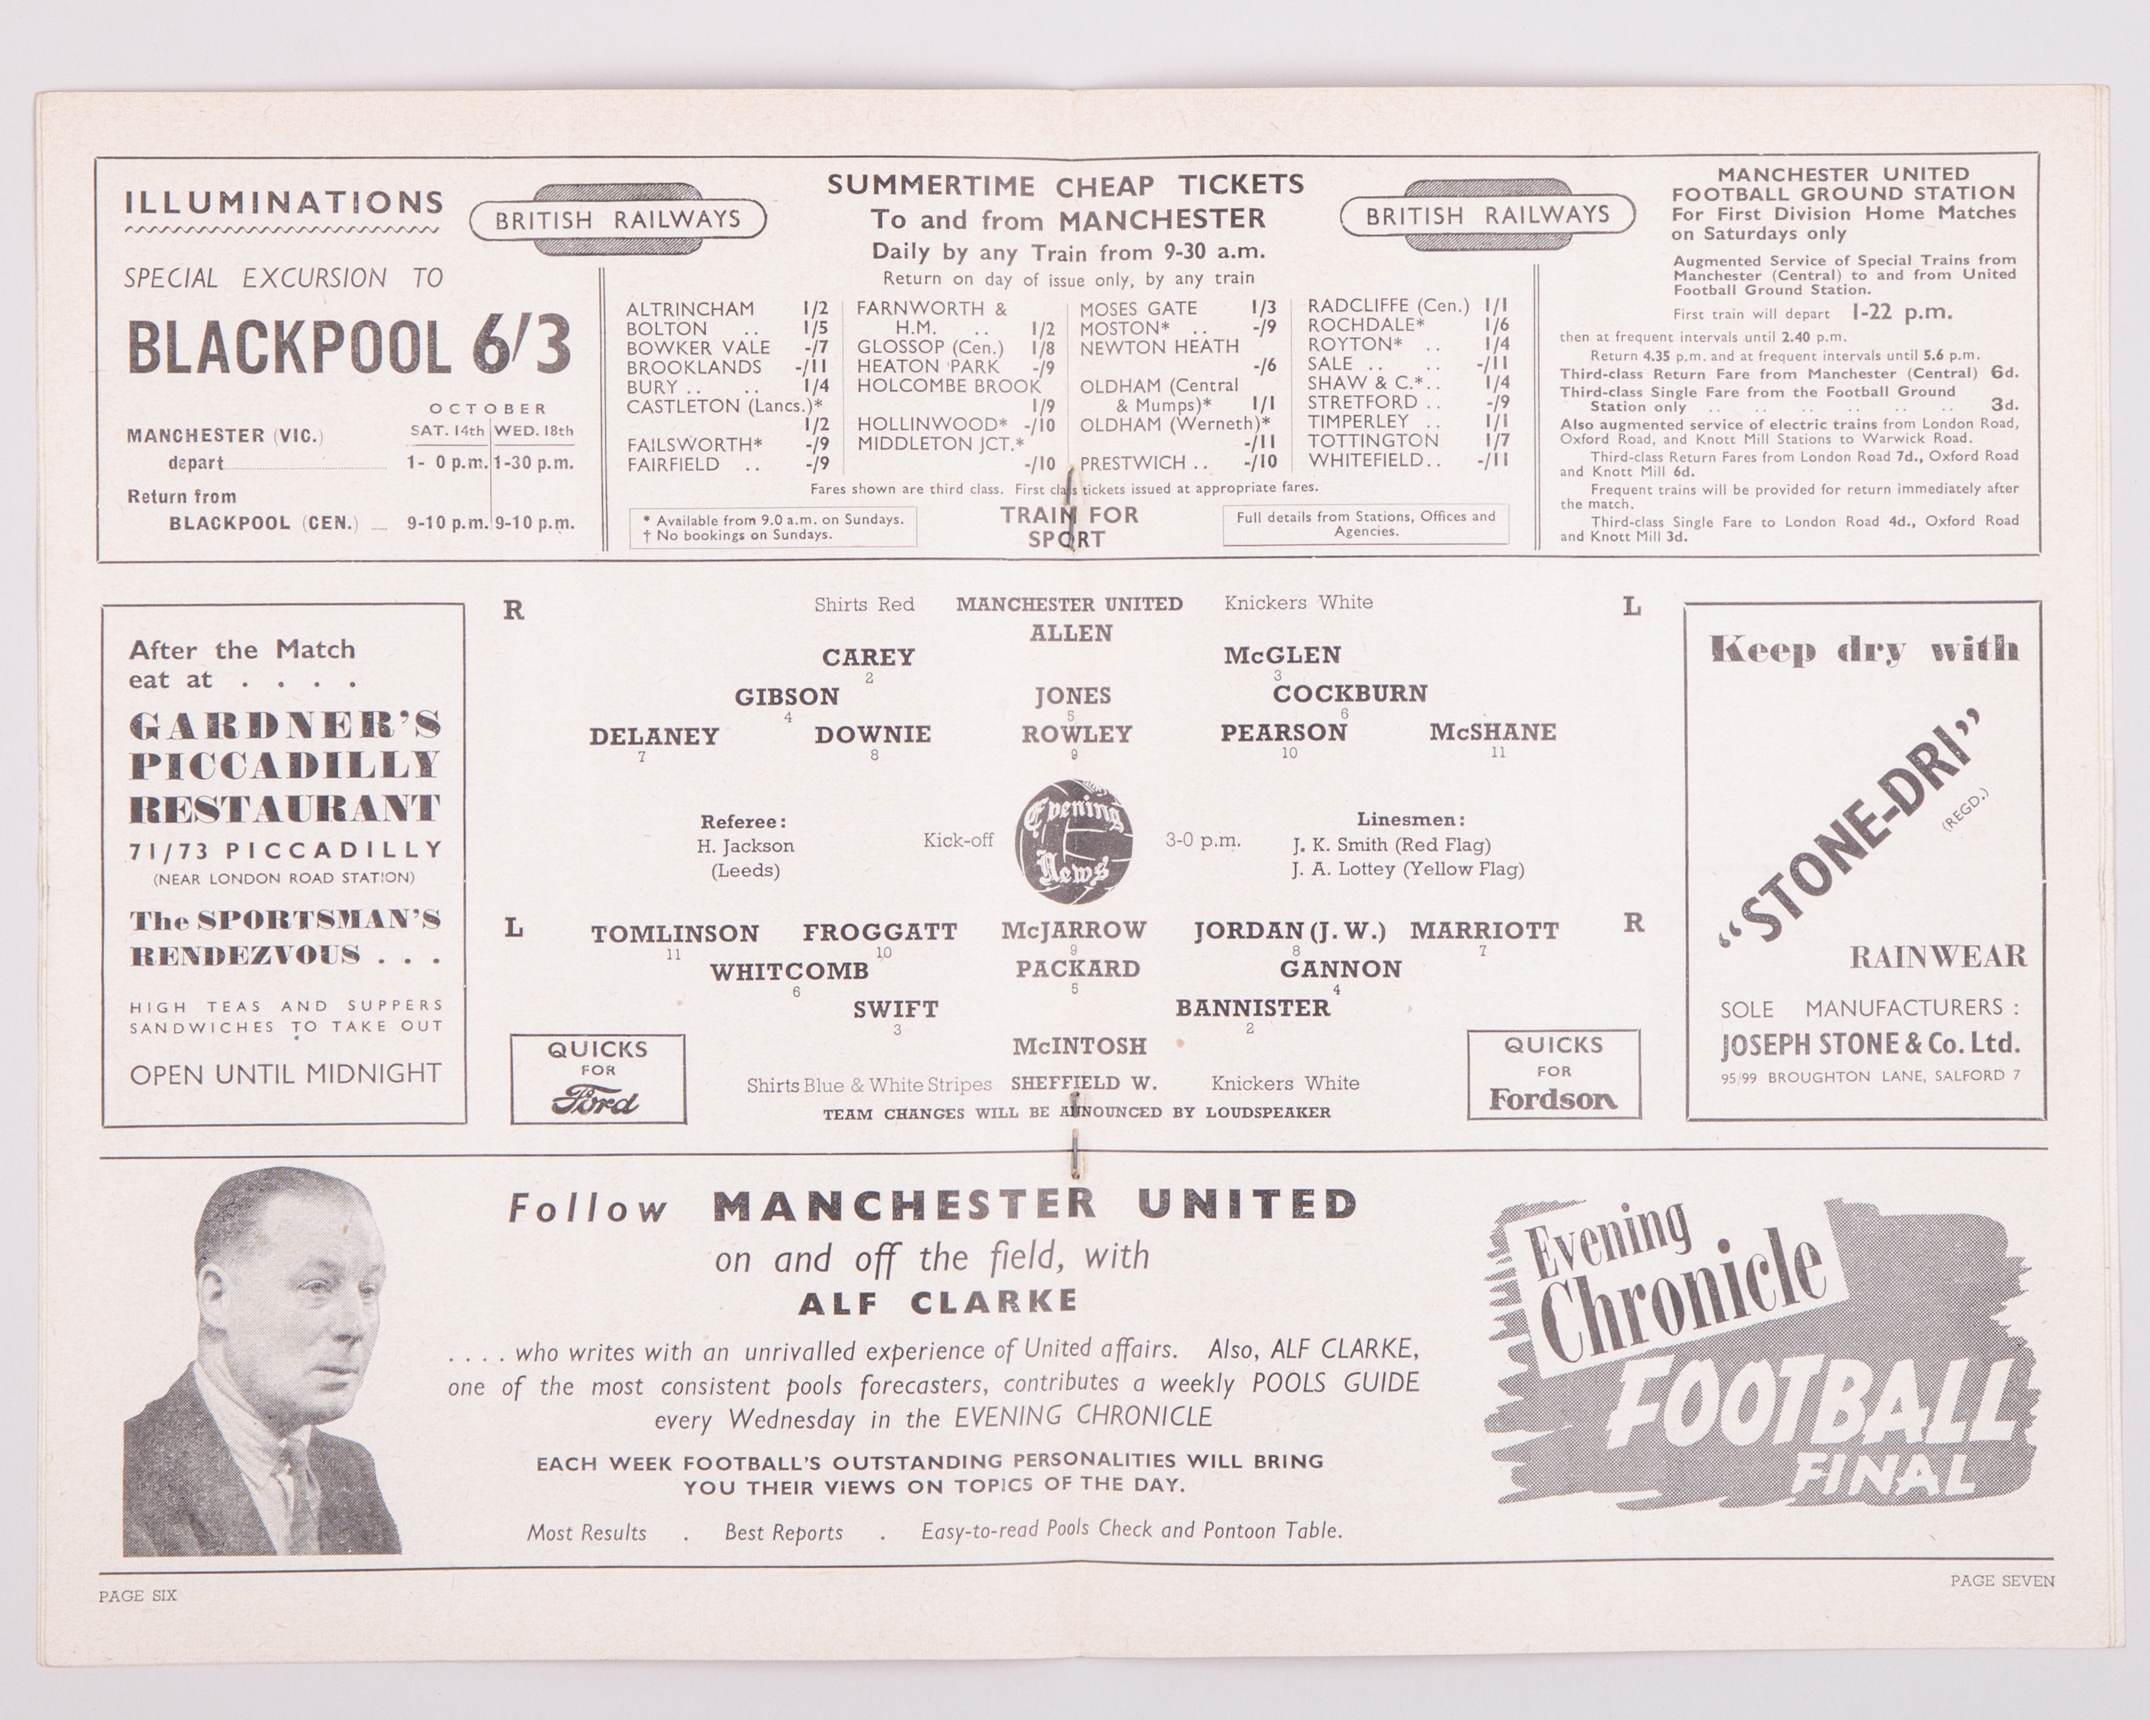 ILLUMINATIONS
SPECIAL EXCURSION TO
BLACKPOOL 6/3
OCTOBER
MANCHESTER (VIC.) SAT. 14th WED. 18th
depart 1- 0 p.m. 1-30 p.m.
Return from
BLACKPOOL (CEN.) 9-10 p.m. 9-10 p.m.
BRITISH RAILWAYS
SUMMERTIME CHEAP TICKETS
To and from MANCHESTER
Daily by any Train from 9-30 a.m.
Return on day of issue only, by any train
BRITISH RAILWAYS
ALTRINCHAM 1/2
BOLTON .. 1/5
BOWKER VALE -/7
BROOKLANDS -/11
BURY .. .. 1/4
CASTLETON (Lancs.)*
1/2
FAILSWORTH* -/9
FAIRFIELD .. -/9
FARNWORTH &
H.M. .. 1/2
GLOSSOP (Cen.) 1/8
HEATON PARK -/9
HOLCOMBE BROOK
1/9
HOLLINWOOD* -/10
MIDDLETON JCT.*
-/10
MOSES GATE 1/3
MOSTON* .. -/9
NEWTON HEATH
-/6
OLDHAM (Central
& Mumps)* 1/1
OLDHAM (Werneth)*
-/11
PRESTWICH .. -/10
RADCLIFFE (Cen.) 1/1
ROCHDALE* 1/6
ROYTON* .. 1/4
SALE .. .. -/11
SHAW & C.*.. 1/4
STRETFORD .. -/9
TIMPERLEY .. 1/1
TOTTINGTON 1/7
WHITEFIELD.. -/11
Fares shown are third class. First class tickets issued at appropriate fares.
* Available from 9.0 a.m. on Sundays.
† No bookings on Sundays.
TRAIN FOR
SPORT
Full details from Stations, Offices and
Agencies.
MANCHESTER UNITED
FOOTBALL GROUND STATION
For First Division Home Matches
on Saturdays only
Augmented Service of Special Trains from
Manchester (Central) to and from United
Football Ground Station.
First train will depart 1-22 p.m.
then at frequent intervals until 2.40 p.m.
Return 4.35 p.m. and at frequent intervals until 5.6 p.m.
Third-class Return Fare from Manchester (Central) 6d.
Third-class Single Fare from the Football Ground
Station only .. .. .. .. .. .. 3d.
Also augmented service of electric trains from London Road,
Oxford Road, and Knott Mill Stations to Warwick Road.
Third-class Return Fares from London Road 7d., Oxford Road
and Knott Mill 6d.
Frequent trains will be provided for return immediately after
the match.
Third-class Single Fare to London Road 4d., Oxford Road
and Knott Mill 3d.
After the Match
eat at . . . .
GARDNER'S
PICCADILLY
RESTAURANT
71/73 PICCADILLY
(NEAR LONDON ROAD STATION)
The SPORTSMAN'S
RENDEZVOUS . . .
HIGH TEAS AND SUPPERS
SANDWICHES TO TAKE OUT
OPEN UNTIL MIDNIGHT
R Shirts Red MANCHESTER UNITED Knickers White L
ALLEN
CAREY McGLEN
2 3
GIBSON JONES COCKBURN
4 5 6
DELANEY DOWNIE ROWLEY PEARSON McSHANE
7 8 9 10 11
Referee:
H. Jackson
(Leeds)
Kick-off
Evening
News
3-0 p.m.
Linesmen:
J. K. Smith (Red Flag)
J. A. Lottey (Yellow Flag)
L TOMLINSON FROGGATT McJARROW JORDAN (J. W.) MARRIOTT R
11 10 9 8 7
WHITCOMB PACKARD GANNON
6 5 4
SWIFT BANNISTER
3 2
McINTOSH
Shirts Blue & White Stripes SHEFFIELD W. Knickers White
TEAM CHANGES WILL BE ANNOUNCED BY LOUDSPEAKER
QUICKS
FOR
Ford
QUICKS
FOR
Fordson
Keep dry with
"STONE-DRI"
(REGD.)
RAINWEAR
SOLE MANUFACTURERS :
JOSEPH STONE & Co. Ltd.
95/99 BROUGHTON LANE, SALFORD 7
Follow MANCHESTER UNITED
on and off the field, with
ALF CLARKE
. . . . who writes with an unrivalled experience of United affairs. Also, ALF CLARKE,
one of the most consistent pools forecasters, contributes a weekly POOLS GUIDE
every Wednesday in the EVENING CHRONICLE
EACH WEEK FOOTBALL'S OUTSTANDING PERSONALITIES WILL BRING
YOU THEIR VIEWS ON TOPICS OF THE DAY.
Most Results . Best Reports . Easy-to-read Pools Check and Pontoon Table.
Evening
Chronicle
FOOTBALL
FINAL
PAGE SIX
PAGE SEVEN